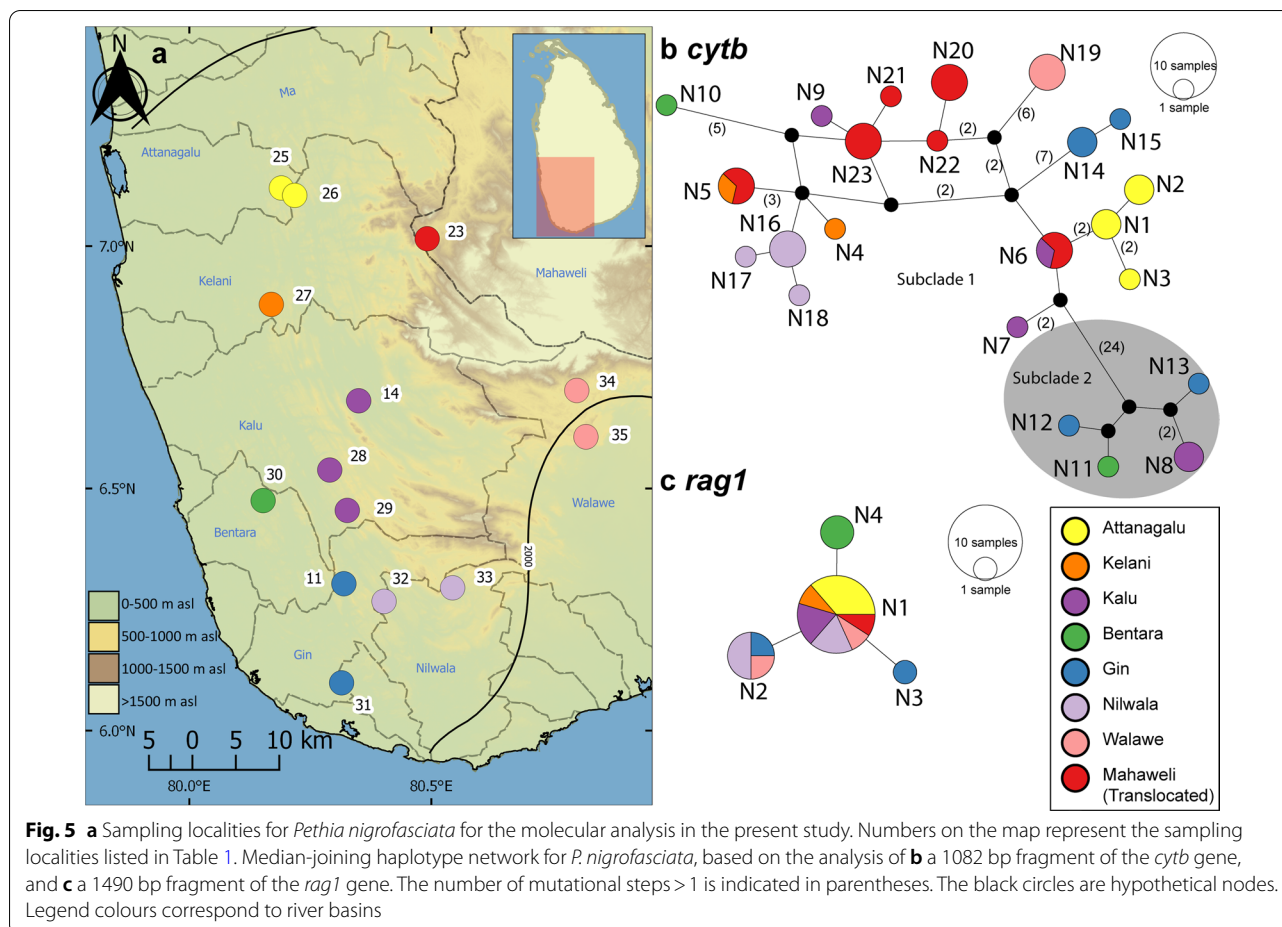 N
a
Ma
Attanagalu
25
26
7.0°N
23
Kelani
Mahaweli
27
14
34
Kalu
35
28
6.5°N
30
29
Walawe
Bentara
2000
11
32
33
0-500 m asl
500-1000 m asl
1000-1500 m asl
>1500 m asl
Gin
Nilwala
31
6.0°N
5 0 5 10 km
80.0°E
80.5°E
b cytb
10 samples
1 sample
N10
(5)
N9
N21
N20
N19
(6)
(2)
N22
N23
(2)
(7)
N14
N15
N5
(3)
(2)
N16
N4
N17
N18
Subclade 1
N2
N1
(2)
N6
(2)
N3
N7
(2)
(24)
Subclade 2
N13
N12
N11
(2)
N8
c rag1
10 samples
1 sample
N4
N1
N2
N3
Attanagalu
Kelani
Kalu
Bentara
Gin
Nilwala
Walawe
Mahaweli
(Translocated)
Fig. 5 a Sampling localities for Pethia nigrofasciata for the molecular analysis in the present study. Numbers on the map represent the sampling
localities listed in Table 1. Median-joining haplotype network for P. nigrofasciata, based on the analysis of b a 1082 bp fragment of the cytb gene,
and c a 1490 bp fragment of the rag1 gene. The number of mutational steps > 1 is indicated in parentheses. The black circles are hypothetical nodes.
Legend colours correspond to river basins